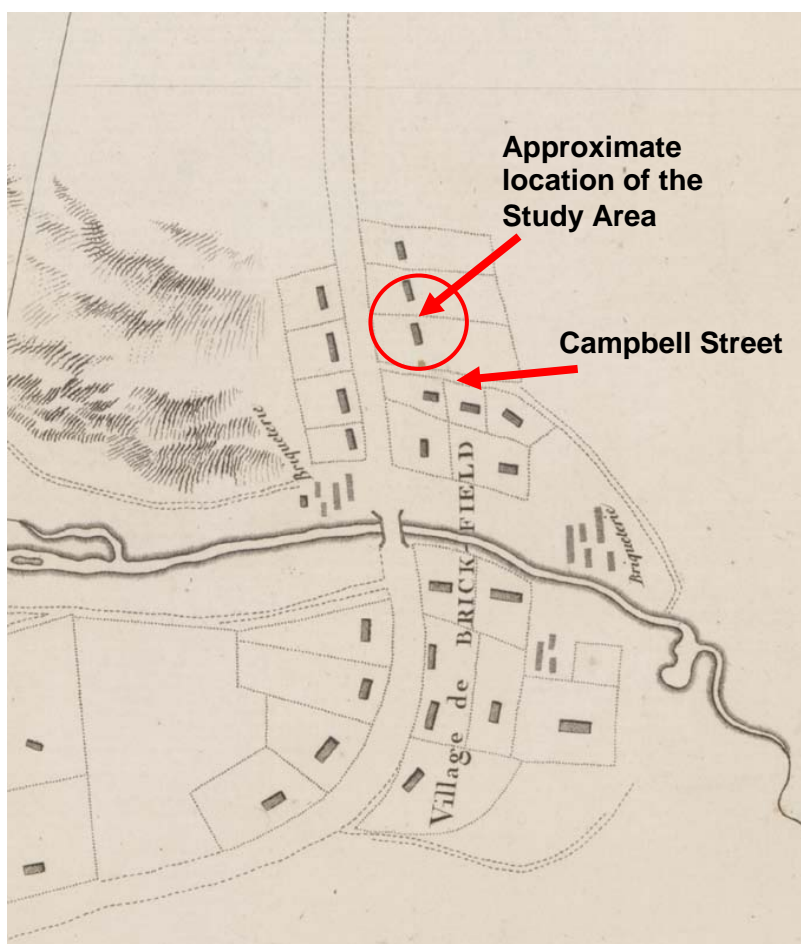 Approximate
location of the
Study Area
Campbell Street
Briqueterie
Briqueterie
Village de BRICK-FIELD